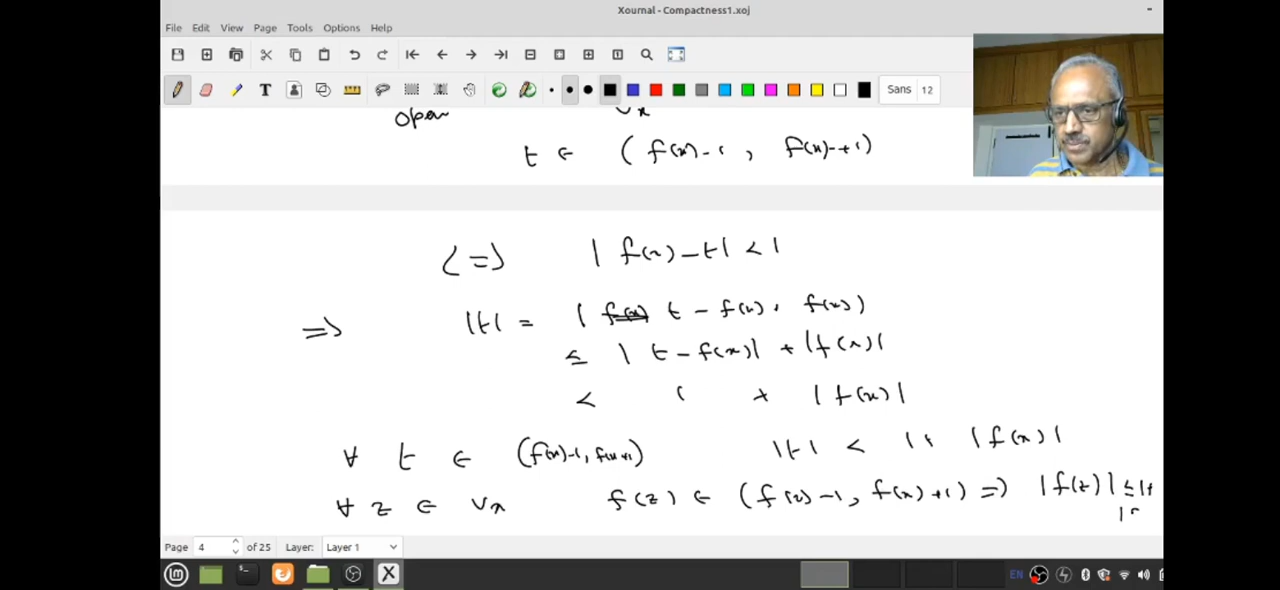 Xournal - Compactness1.xoj
File Edit View Page Tools Options Help
Sans 12
open Vx
t ∈ (f(x)-1, f(x)-+1)
<=> | f(x) - t | < 1
=> |t| = | t - f(x) + f(x) |
≤ | t - f(x) | + |f(x)|
< 1 + |f(x)|
∀ t ∈ (f(x)-1, f(x)+1) |t| < 1+ |f(x)|
∀ z ∈ Vx f(z) ∈ (f(x)-1, f(x)+1) => |f(z)| ≤ 1+
Page 4 of 25 Layer: Layer 1
EN